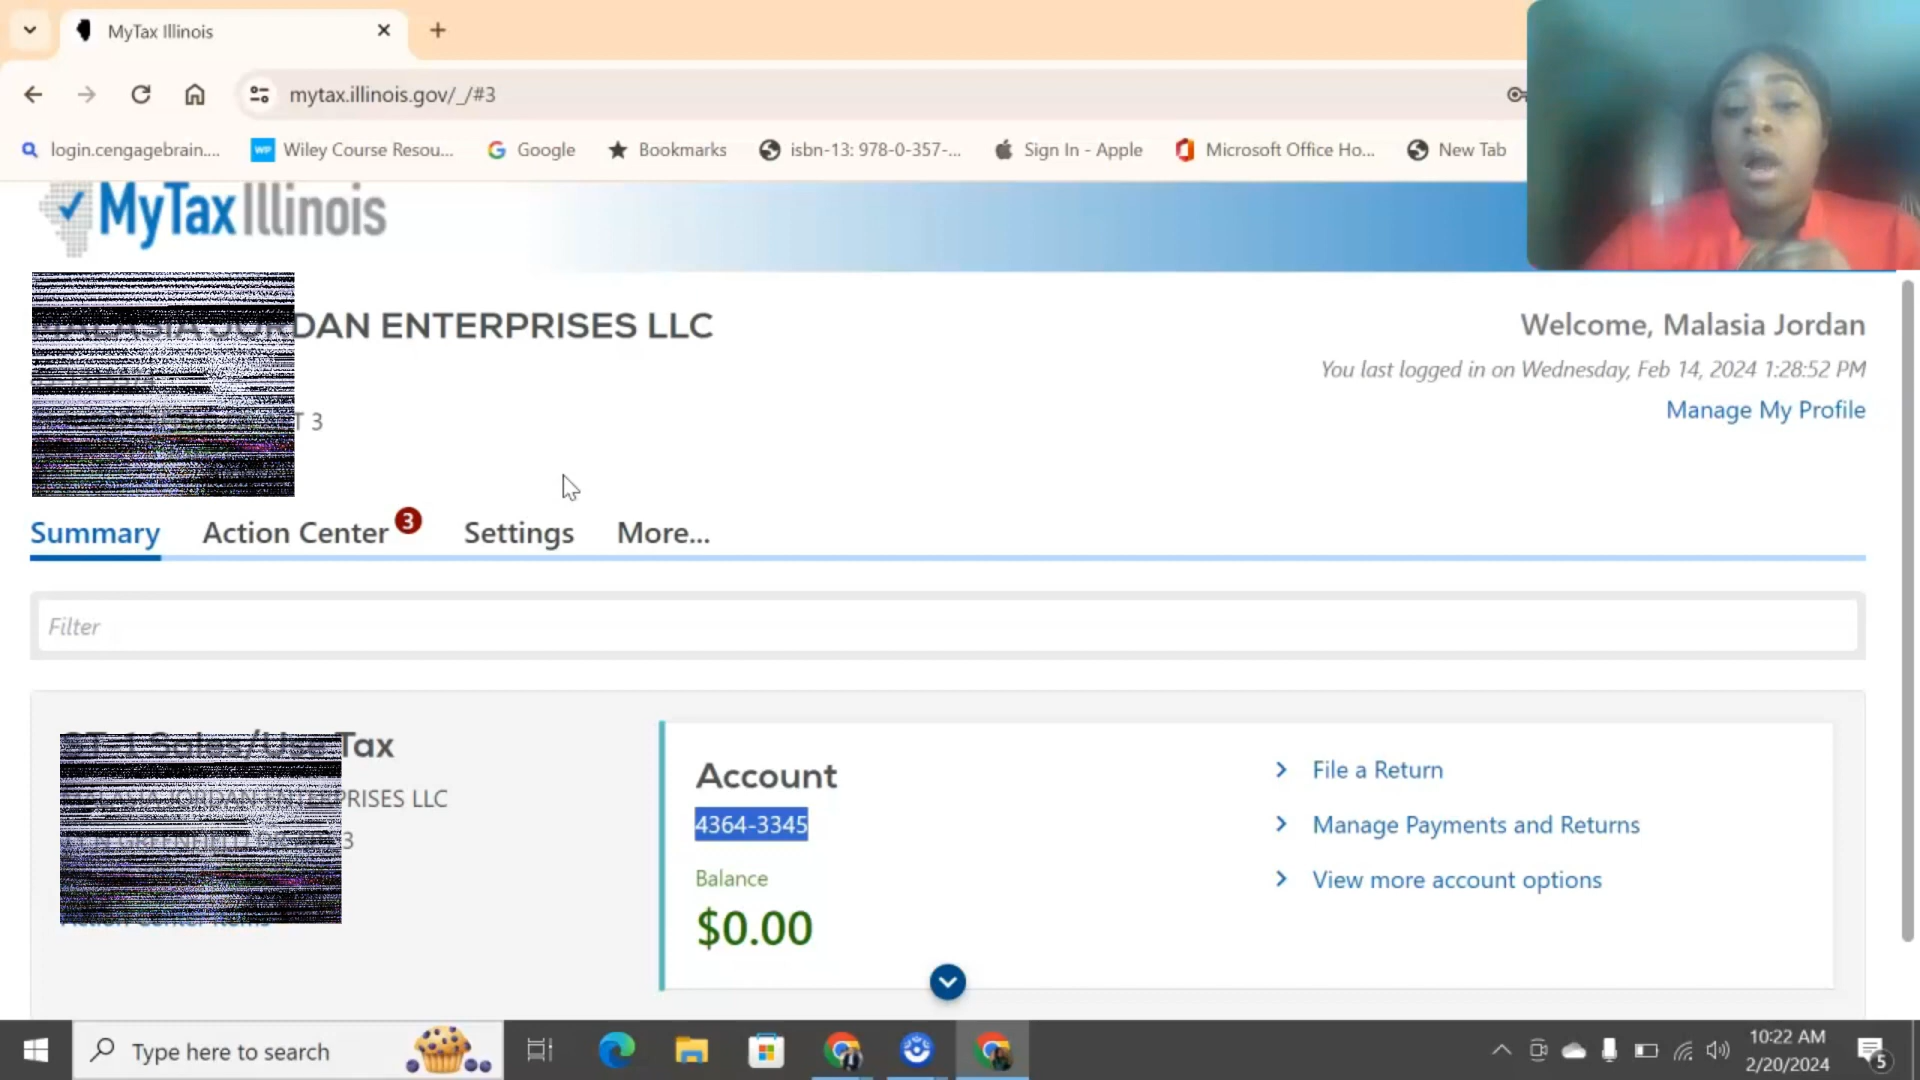 MyTax Illinois
mytax.illinois.gov/_/#3
login.cengagebrain....
WP
Wiley Course Resou...
Google
Bookmarks
isbn-13: 978-0-357-...
Sign In - Apple
Microsoft Office Ho...
New Tab
MyTax Illinois
DAN ENTERPRISES LLC
T 3
Welcome, Malasia Jordan
You last logged in on Wednesday, Feb 14, 2024 1:28:52 PM
Manage My Profile
Summary
Action Center 3
Settings
More...
Filter
Tax
PRISES LLC
3
Account
4364-3345
Balance
$0.00
File a Return
Manage Payments and Returns
View more account options
Type here to search
10:22 AM
2/20/2024
5